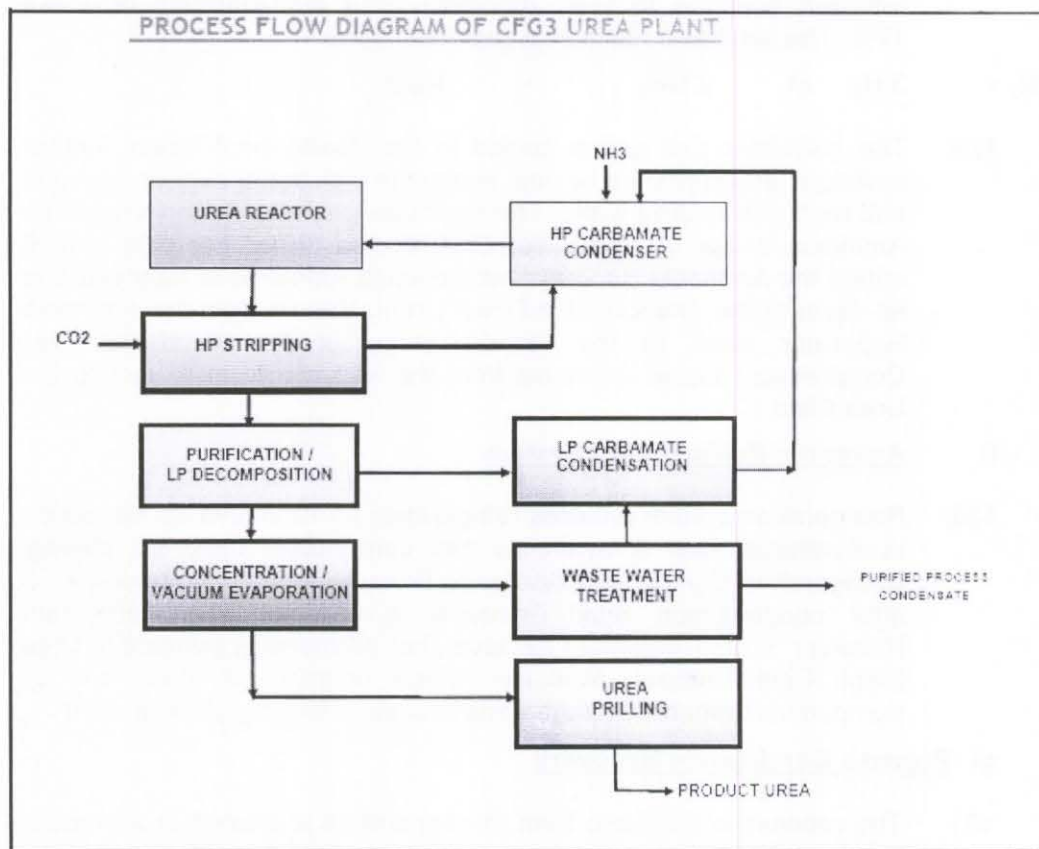 PROCESS FLOW DIAGRAM OF CFG3 UREA PLANT
NH3
UREA REACTOR
HP CARBAMATE
CONDENSER
CO2
HP STRIPPING
PURIFICATION /
LP DECOMPOSITION
LP CARBAMATE
CONDENSATION
CONCENTRATION /
VACUUM EVAPORATION
WASTE WATER
TREATMENT
PURIFIED PROCESS
CONDENSATE
UREA
PRILLING
PRODUCT UREA